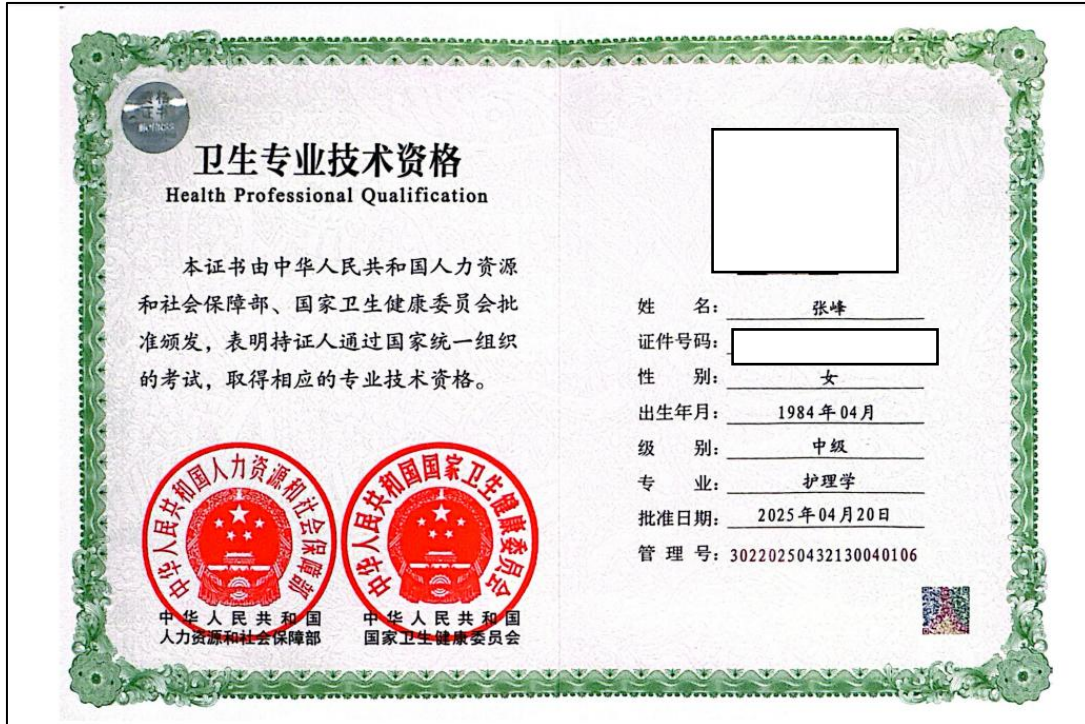 资格
证书
卫生专业技术资格
Health Professional Qualification
本证书由中华人民共和国人力资源
和社会保障部、国家卫生健康委员会批
准颁发，表明持证人通过国家统一组织
的考试，取得相应的专业技术资格。
中华人民共和国人力资源和社会保障部
中华人民共和国国家卫生健康委员会
中华人民共和国
人力资源和社会保障部
中华人民共和国
国家卫生健康委员会
姓 名：张峰
证件号码：
性 别：女
出生年月：1984年04月
级 别：中级
专 业：护理学
批准日期：2025年04月20日
管 理 号：30220250432130040106